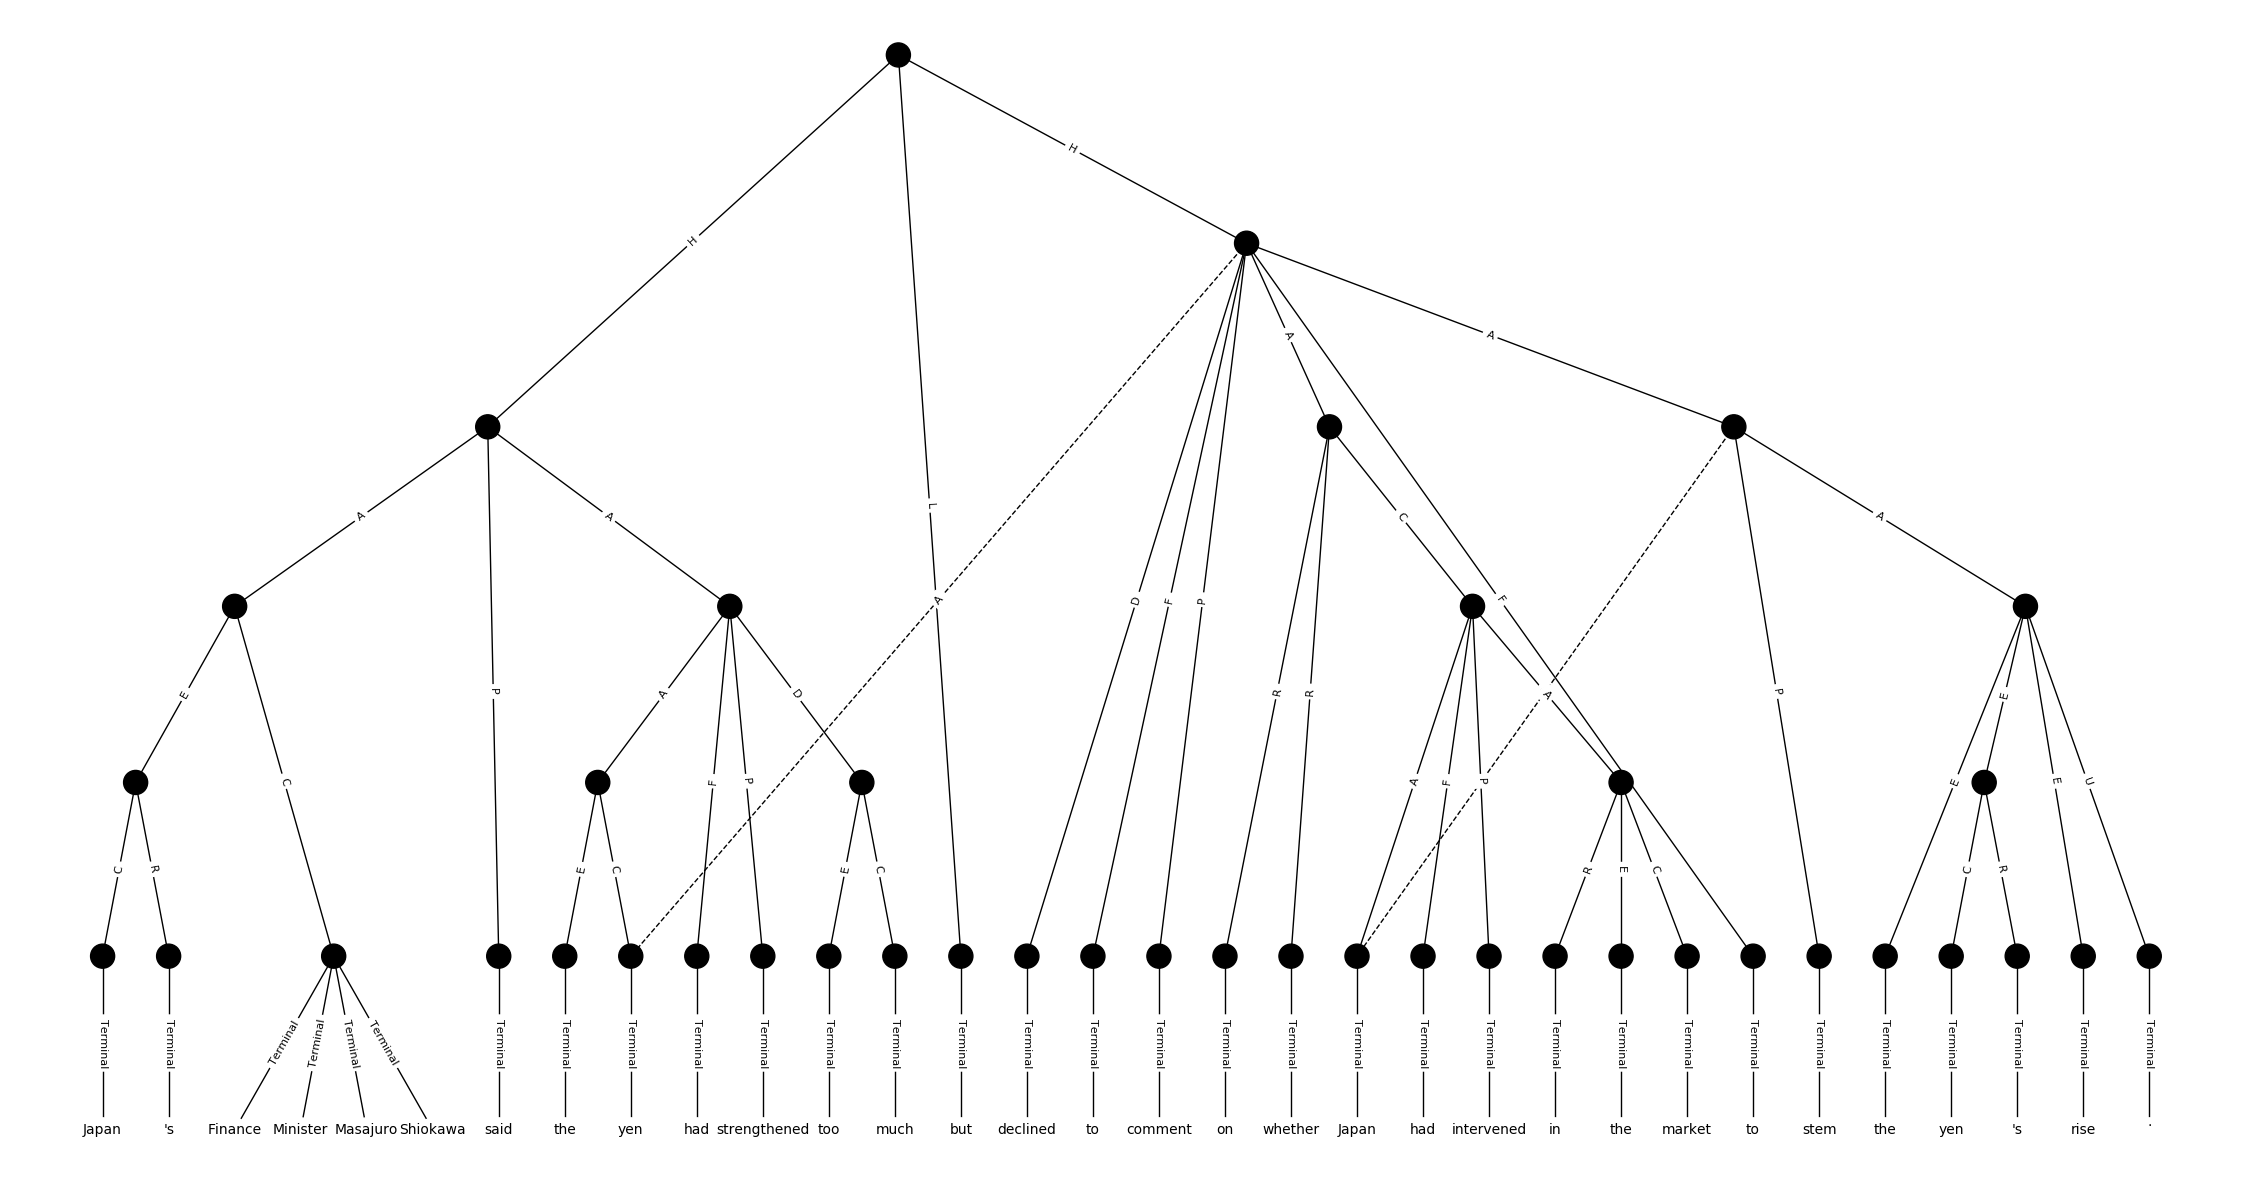 H
H
A
L
A
A
A
C
A
A
D
F
P
F
E
P
R
R
A
P
E
C
A
D
F
P
A
F
P
E
E
E
U
C
R
E
C
E
C
R
E
C
C
R
Terminal Terminal Terminal Terminal Terminal Terminal Terminal Terminal Terminal Terminal Terminal Terminal Terminal Terminal Terminal Terminal Terminal Terminal Terminal Terminal Terminal Terminal Terminal Terminal Terminal Terminal Terminal Terminal Terminal Terminal Terminal Terminal
Japan 's Finance Minister Masajuro Shiokawa said the yen had strengthened too much but declined to comment on whether Japan had intervened in the market to stem the yen 's rise .